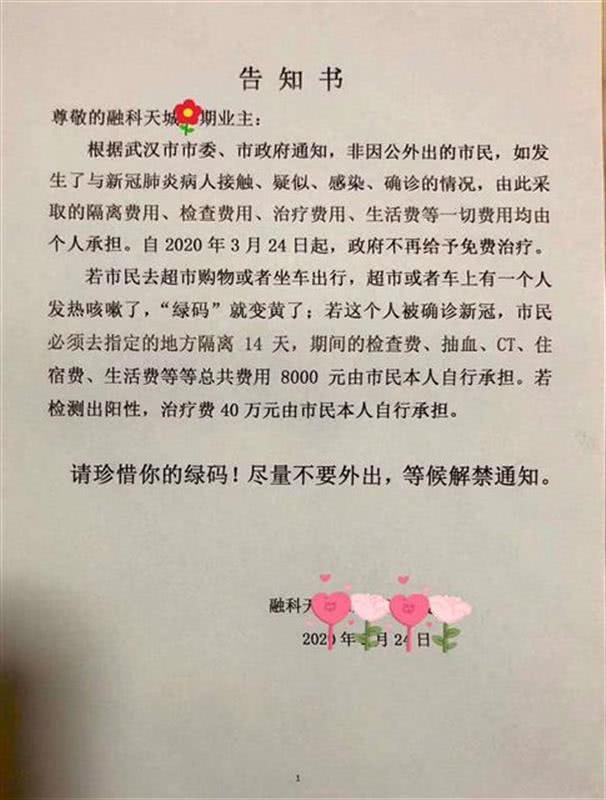 告知书
尊敬的融科天城期业主：
根据武汉市市委、市政府通知，非因公外出的市民，如发
生了与新冠肺炎病人接触、疑似、感染、确诊的情况，由此采
取的隔离费用、检查费用、治疗费用、生活费等一切费用均由
个人承担。自 2020 年 3 月 24 日起，政府不再给予免费治疗。
若市民去超市购物或者坐车出行，超市或者车上有一个人
发热咳嗽了，“绿码”就变黄了；若这个人被确诊新冠，市民
必须去指定的地方隔离 14 天，期间的检查费、抽血、CT、住
宿费、生活费等等总共费用 8000 元由市民本人自行承担。若
检测出阳性，治疗费 40 万元由市民本人自行承担。
请珍惜你的绿码！尽量不要外出，等候解禁通知。
融科天
2020 年 月 24 日
1